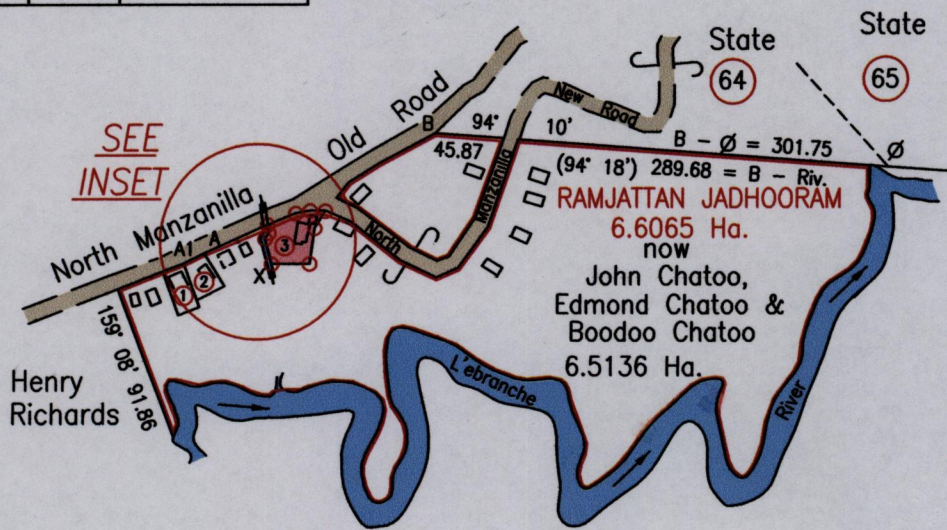 State
64
State
65
SEE
INSET
North Manzanilla Old Road
B
94° 10'
B - Ø = 301.75
Ø
45.87
(94° 18') 289.68 = B - Riv.
North Manzanilla New Road
RAMJATTAN JADHOORAM
6.6065 Ha.
now
John Chatoo,
Edmond Chatoo &
Boodoo Chatoo
6.5136 Ha.
A1 A
1
2
3
X
159° 08' 91.86
Henry
Richards
L'ebranche
River